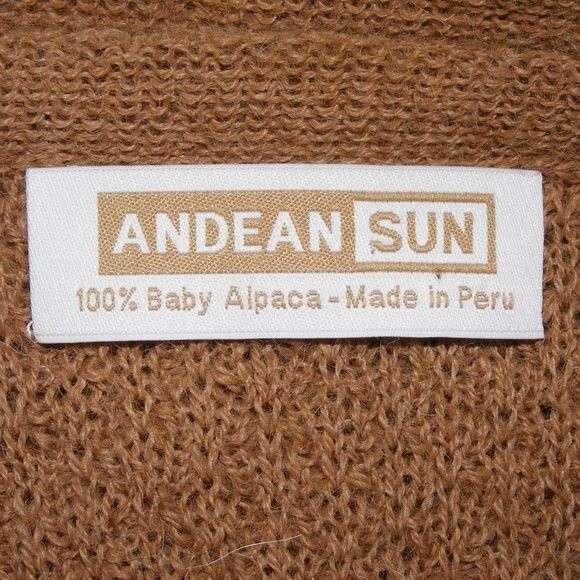 ANDEAN SUN
100% Baby Alpaca - Made in Peru